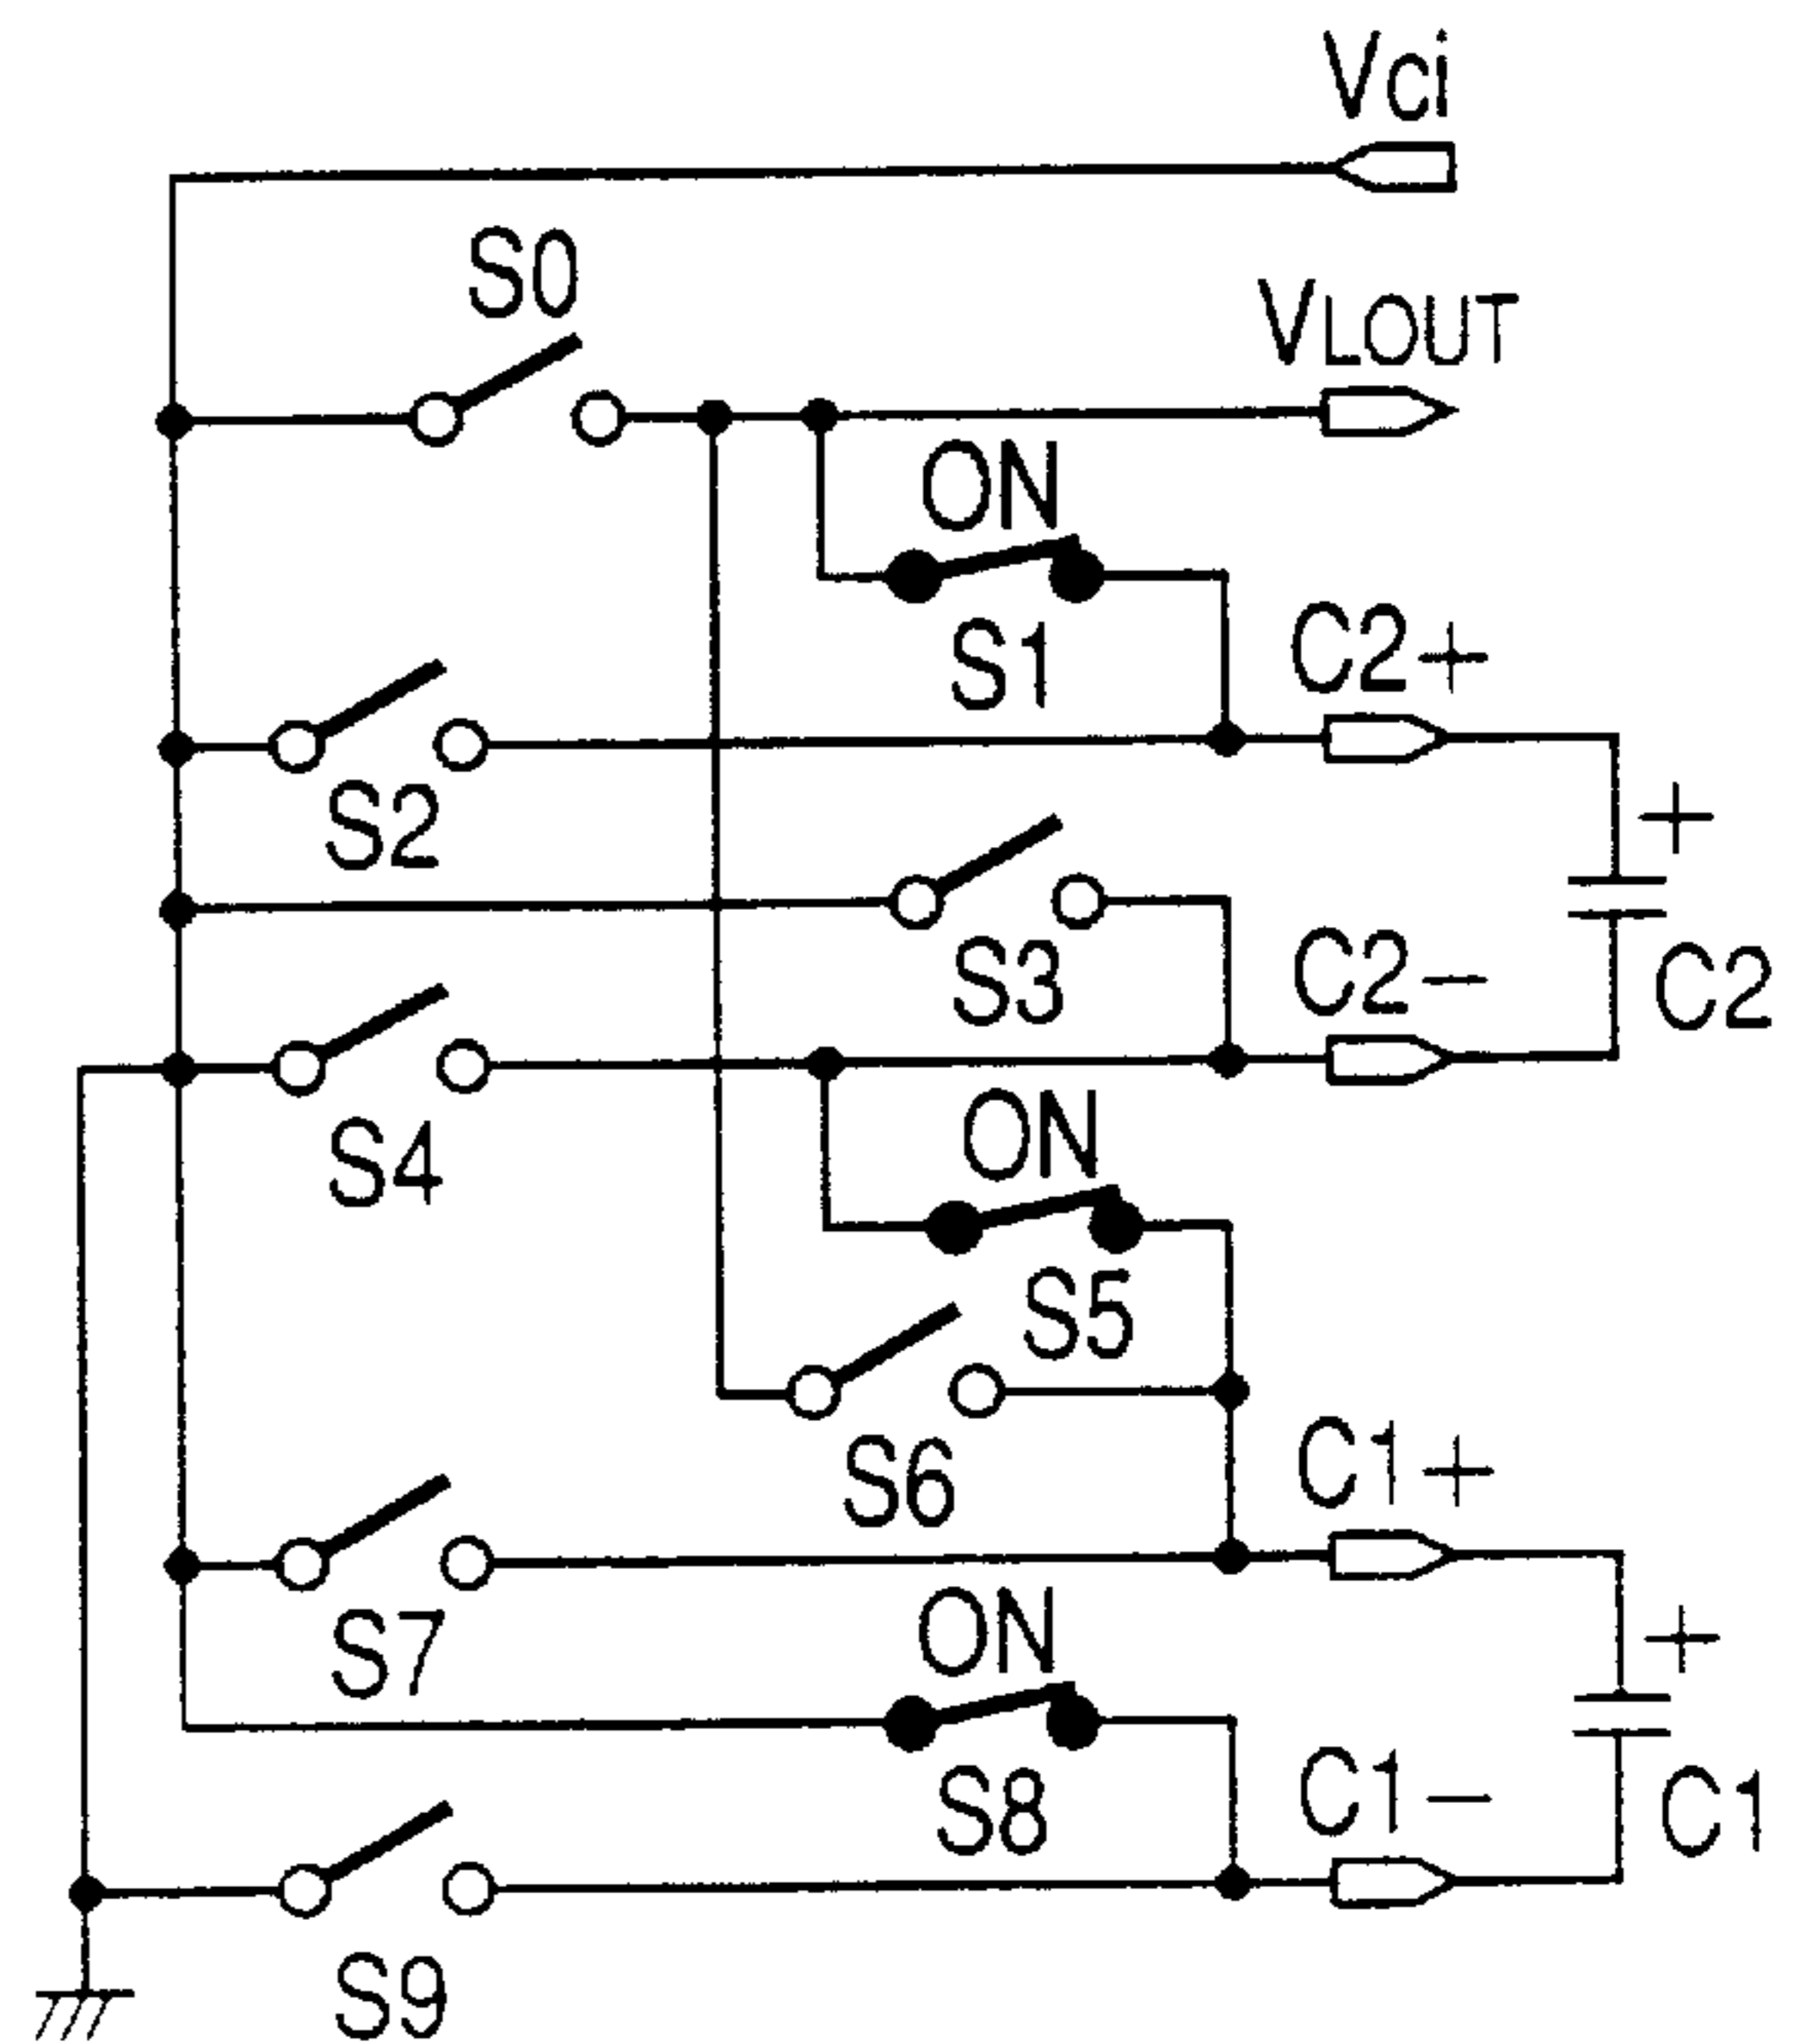 Vci
S0
VLOUT
ON
S1
C2+
S2
+
S3
C2-
C2
S4
ON
S5
S6
C1+
S7
ON
+
S8
C1-
C1
S9